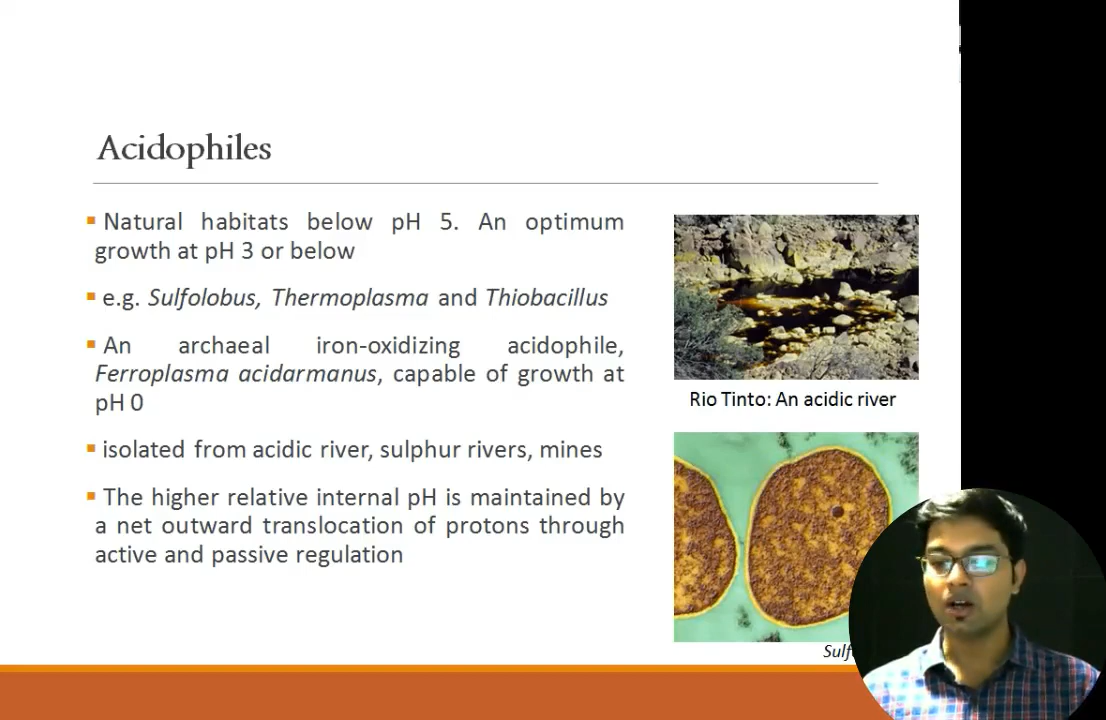 Acidophiles
▪ Natural habitats below pH 5. An optimum
growth at pH 3 or below
▪ e.g. Sulfolobus, Thermoplasma and Thiobacillus
▪ An archaeal iron-oxidizing acidophile,
Ferroplasma acidarmanus, capable of growth at
pH 0
▪ isolated from acidic river, sulphur rivers, mines
▪ The higher relative internal pH is maintained by
a net outward translocation of protons through
active and passive regulation
Rio Tinto: An acidic river